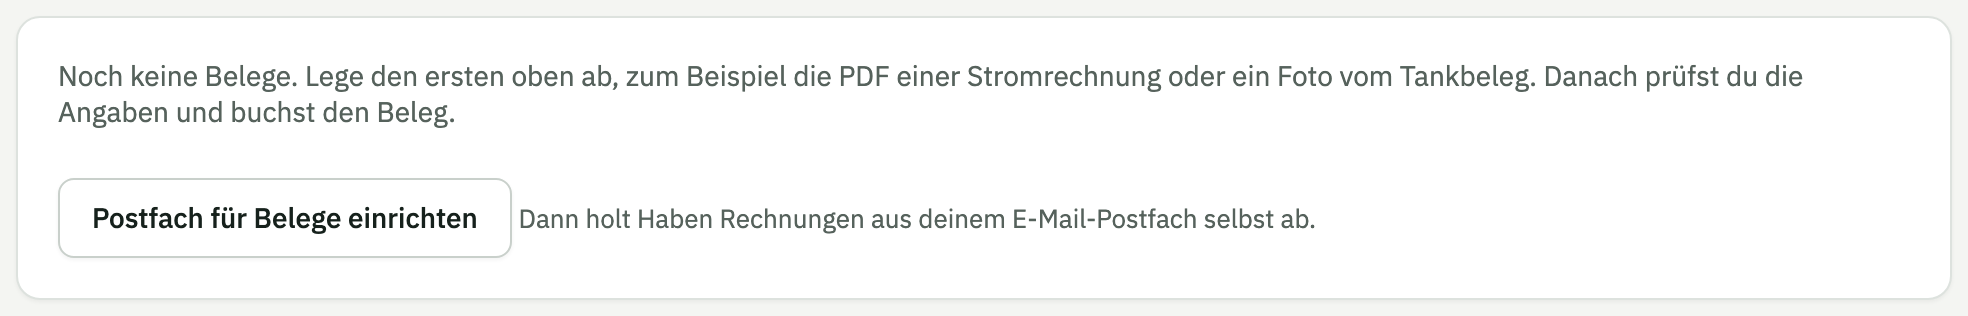 Noch keine Belege. Lege den ersten oben ab, zum Beispiel die PDF einer Stromrechnung oder ein Foto vom Tankbeleg. Danach prüfst du die
Angaben und buchst den Beleg.
Postfach für Belege einrichten Dann holt Haben Rechnungen aus deinem E-Mail-Postfach selbst ab.